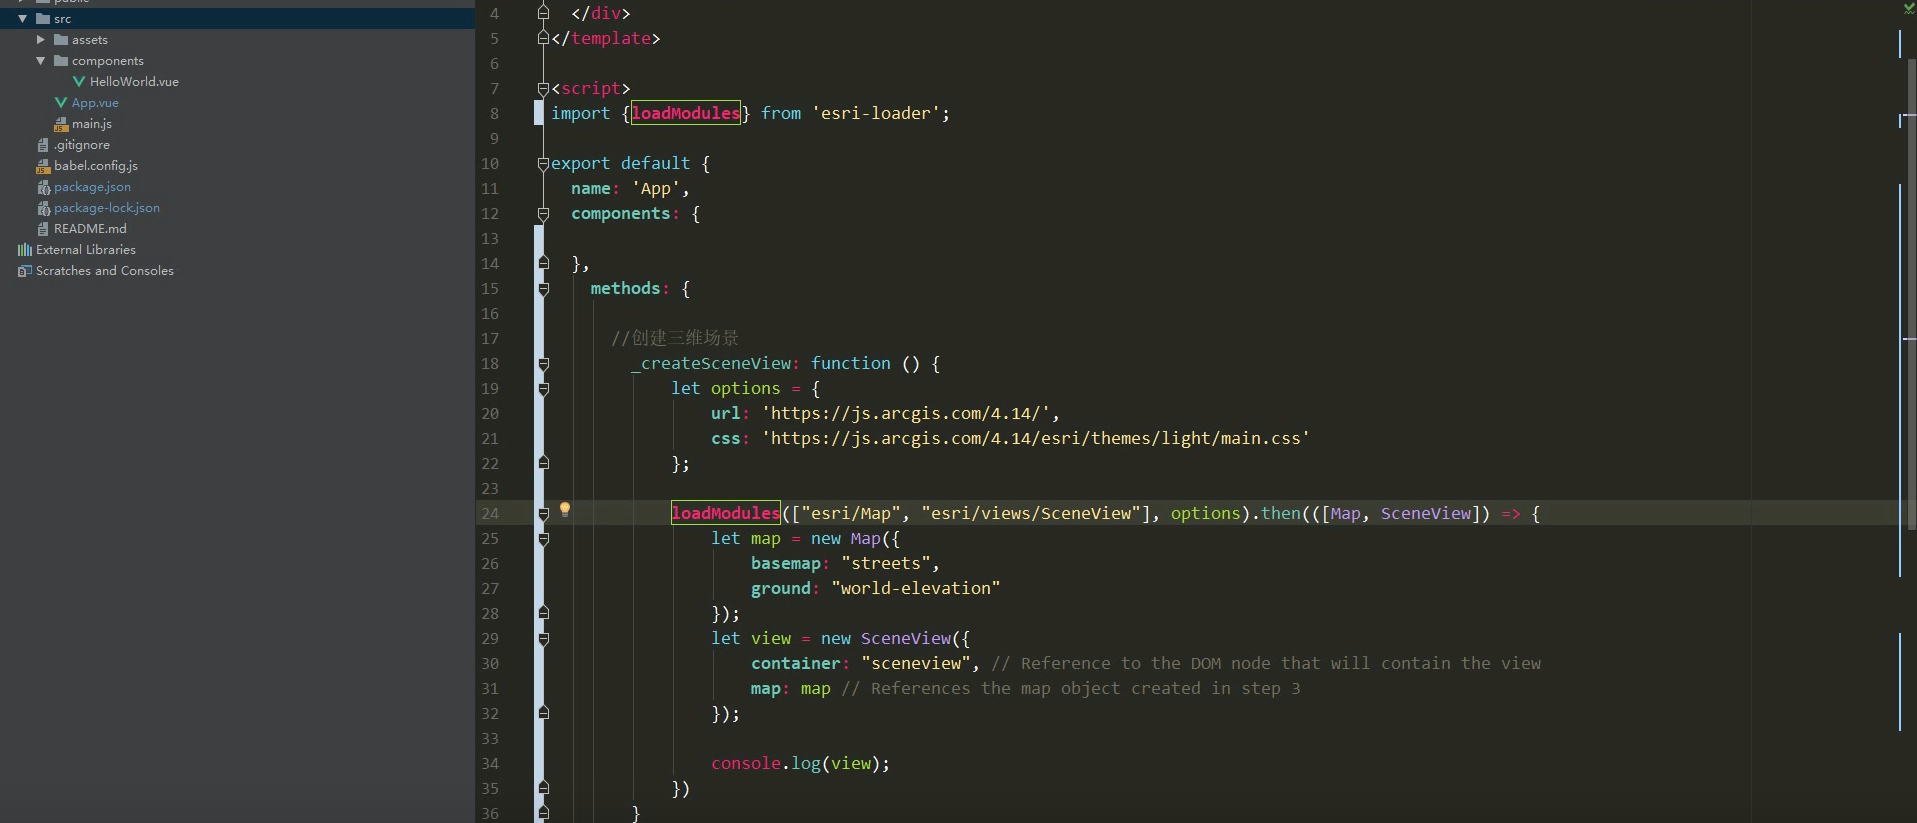 public
src
assets
components
HelloWorld.vue
App.vue
main.js
.gitignore
babel.config.js
package.json
package-lock.json
README.md
External Libraries
Scratches and Consoles
4 </div>
5 </template>
6
7 <script>
8 import {loadModules} from 'esri-loader';
9
10 export default {
11 name: 'App',
12 components: {
13
14 },
15 methods: {
16
17 //创建三维场景
18 _createSceneView: function () {
19 let options = {
20 url: 'https://js.arcgis.com/4.14/',
21 css: 'https://js.arcgis.com/4.14/esri/themes/light/main.css'
22 };
23
24 loadModules(["esri/Map", "esri/views/SceneView"], options).then(([Map, SceneView]) => {
25 let map = new Map({
26 basemap: "streets",
27 ground: "world-elevation"
28 });
29 let view = new SceneView({
30 container: "sceneview", // Reference to the DOM node that will contain the view
31 map: map // References the map object created in step 3
32 });
33
34 console.log(view);
35 })
36 }